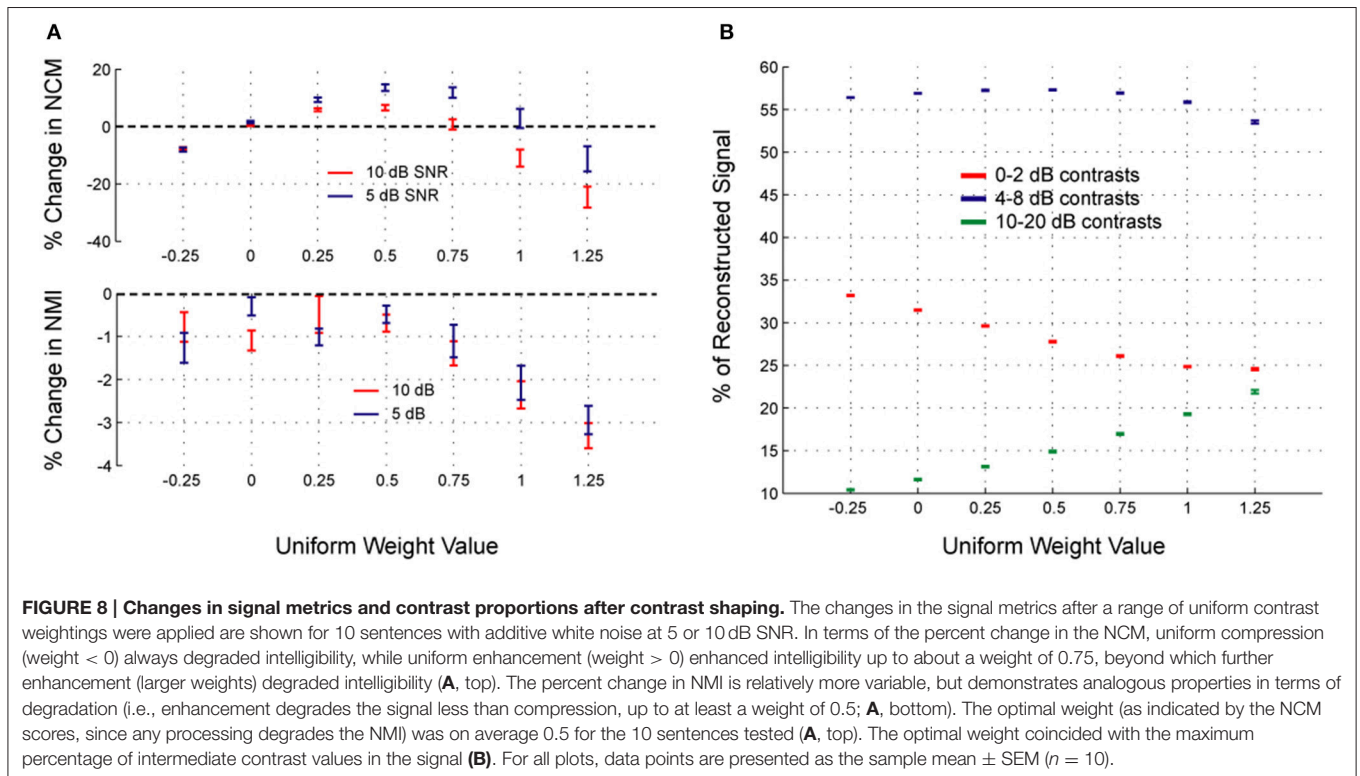 A
% Change in NCM
20
0
-20
-40
10 dB SNR
5 dB SNR
-0.25 0 0.25 0.5 0.75 1 1.25
% Change in NMI
0
-1
-2
-3
-4
10 dB
5 dB
-0.25 0 0.25 0.5 0.75 1 1.25
Uniform Weight Value
B
% of Reconstructed Signal
60
55
50
45
40
35
30
25
20
15
10
0-2 dB contrasts
4-8 dB contrasts
10-20 dB contrasts
-0.25 0 0.25 0.5 0.75 1 1.25
Uniform Weight Value
FIGURE 8 | Changes in signal metrics and contrast proportions after contrast shaping. The changes in the signal metrics after a range of uniform contrast
weightings were applied are shown for 10 sentences with additive white noise at 5 or 10 dB SNR. In terms of the percent change in the NCM, uniform compression
(weight < 0) always degraded intelligibility, while uniform enhancement (weight > 0) enhanced intelligibility up to about a weight of 0.75, beyond which further
enhancement (larger weights) degraded intelligibility (A, top). The percent change in NMI is relatively more variable, but demonstrates analogous properties in terms of
degradation (i.e., enhancement degrades the signal less than compression, up to at least a weight of 0.5; A, bottom). The optimal weight (as indicated by the NCM
scores, since any processing degrades the NMI) was on average 0.5 for the 10 sentences tested (A, top). The optimal weight coincided with the maximum
percentage of intermediate contrast values in the signal (B). For all plots, data points are presented as the sample mean ± SEM (n = 10).